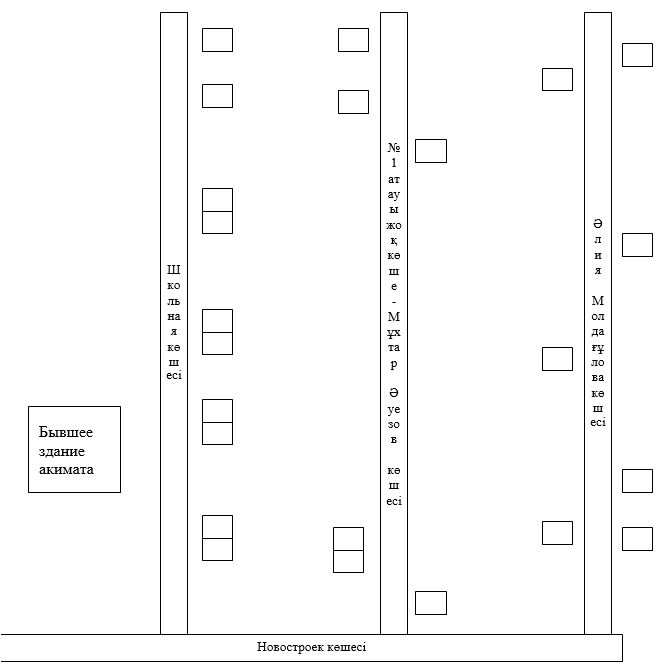 Школьная көшесі
№1 атауы жоқ көше - Мұхтар Әуезов көшесі
Әлия Молдағұлова көшесі
Бывшее
здание
акимата
Новостроек көшесі